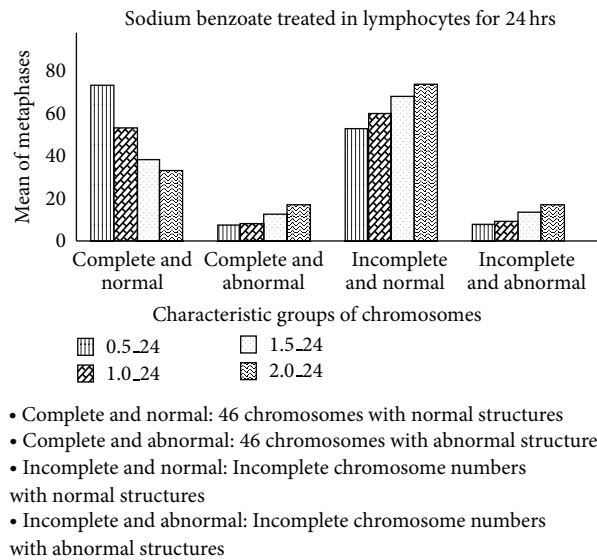 Sodium benzoate treated in lymphocytes for 24 hrs
Mean of metaphases
80
60
40
20
0
Complete and normal
Complete and abnormal
Incomplete and normal
Incomplete and abnormal
Characteristic groups of chromosomes
0.5_24
1.0_24
1.5_24
2.0_24
• Complete and normal: 46 chromosomes with normal structures
• Complete and abnormal: 46 chromosomes with abnormal structure
• Incomplete and normal: Incomplete chromosome numbers
with normal structures
• Incomplete and abnormal: Incomplete chromosome numbers
with abnormal structures